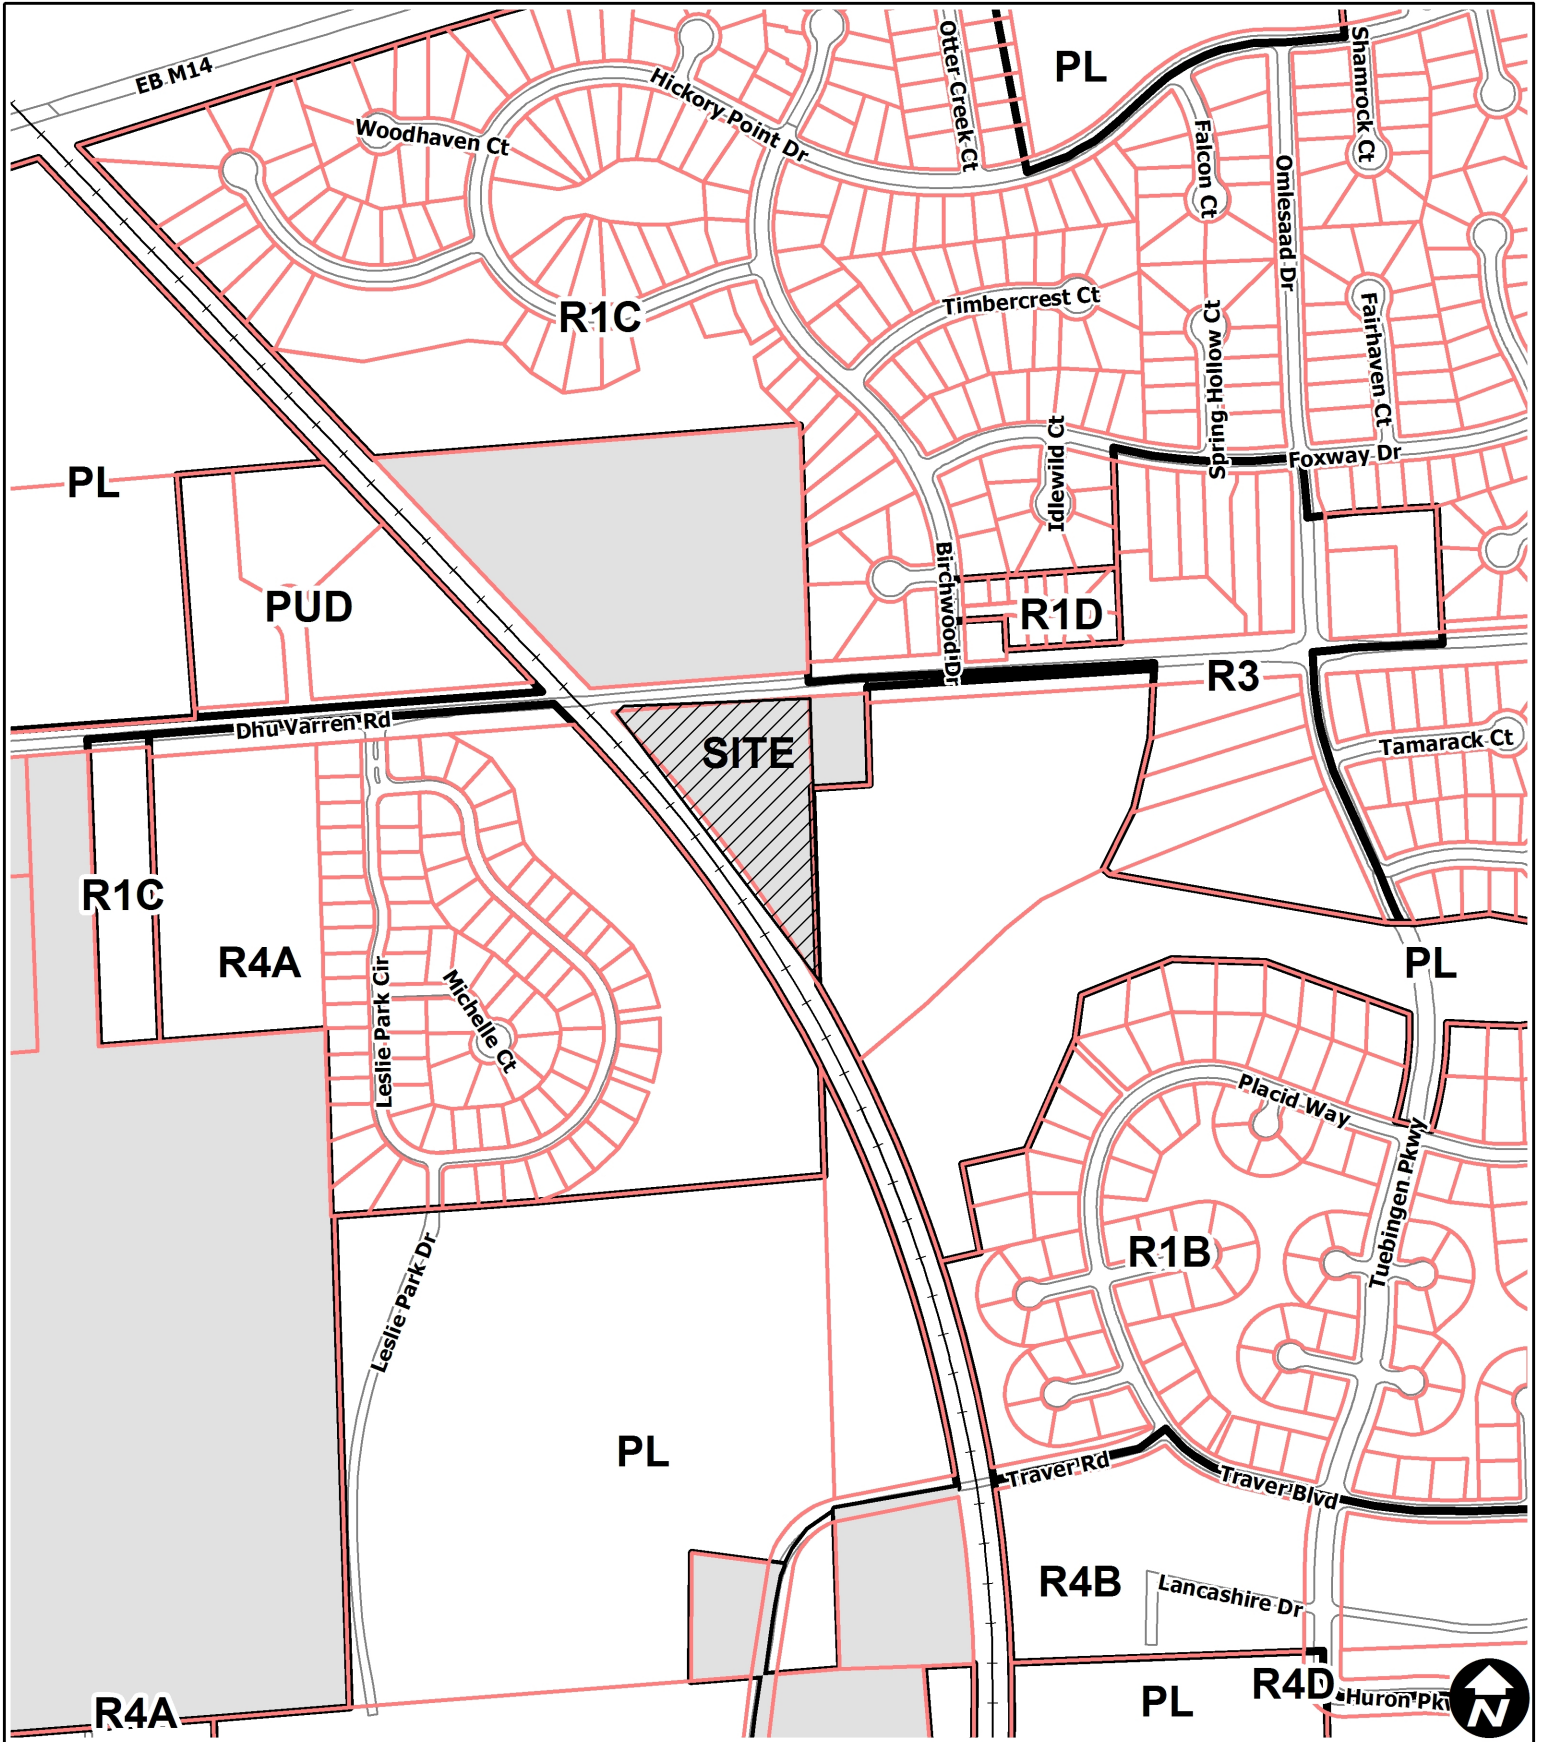 EB M14
Otter Creek Ct
PL
Shamrock Ct
Hickory Point Dr
Woodhaven Ct
Falcon Ct
Omlesaad Dr
R1C
Timbercrest Ct
Spring Hollow Ct
Fairhaven Ct
Idlewild Ct
Foxway Dr
PL
PUD
Birchwood Dr
R1D
R3
Dhu Varren Rd
SITE
Tamarack Ct
R1C
R4A
PL
Leslie Park Cir
Michelle Ct
Placid Way
Tuebingen Pkwy
R1B
Leslie Park Dr
PL
Traver Rd
Traver Blvd
R4B
Lancashire Dr
R4A
PL
R4D
Huron Pk
N